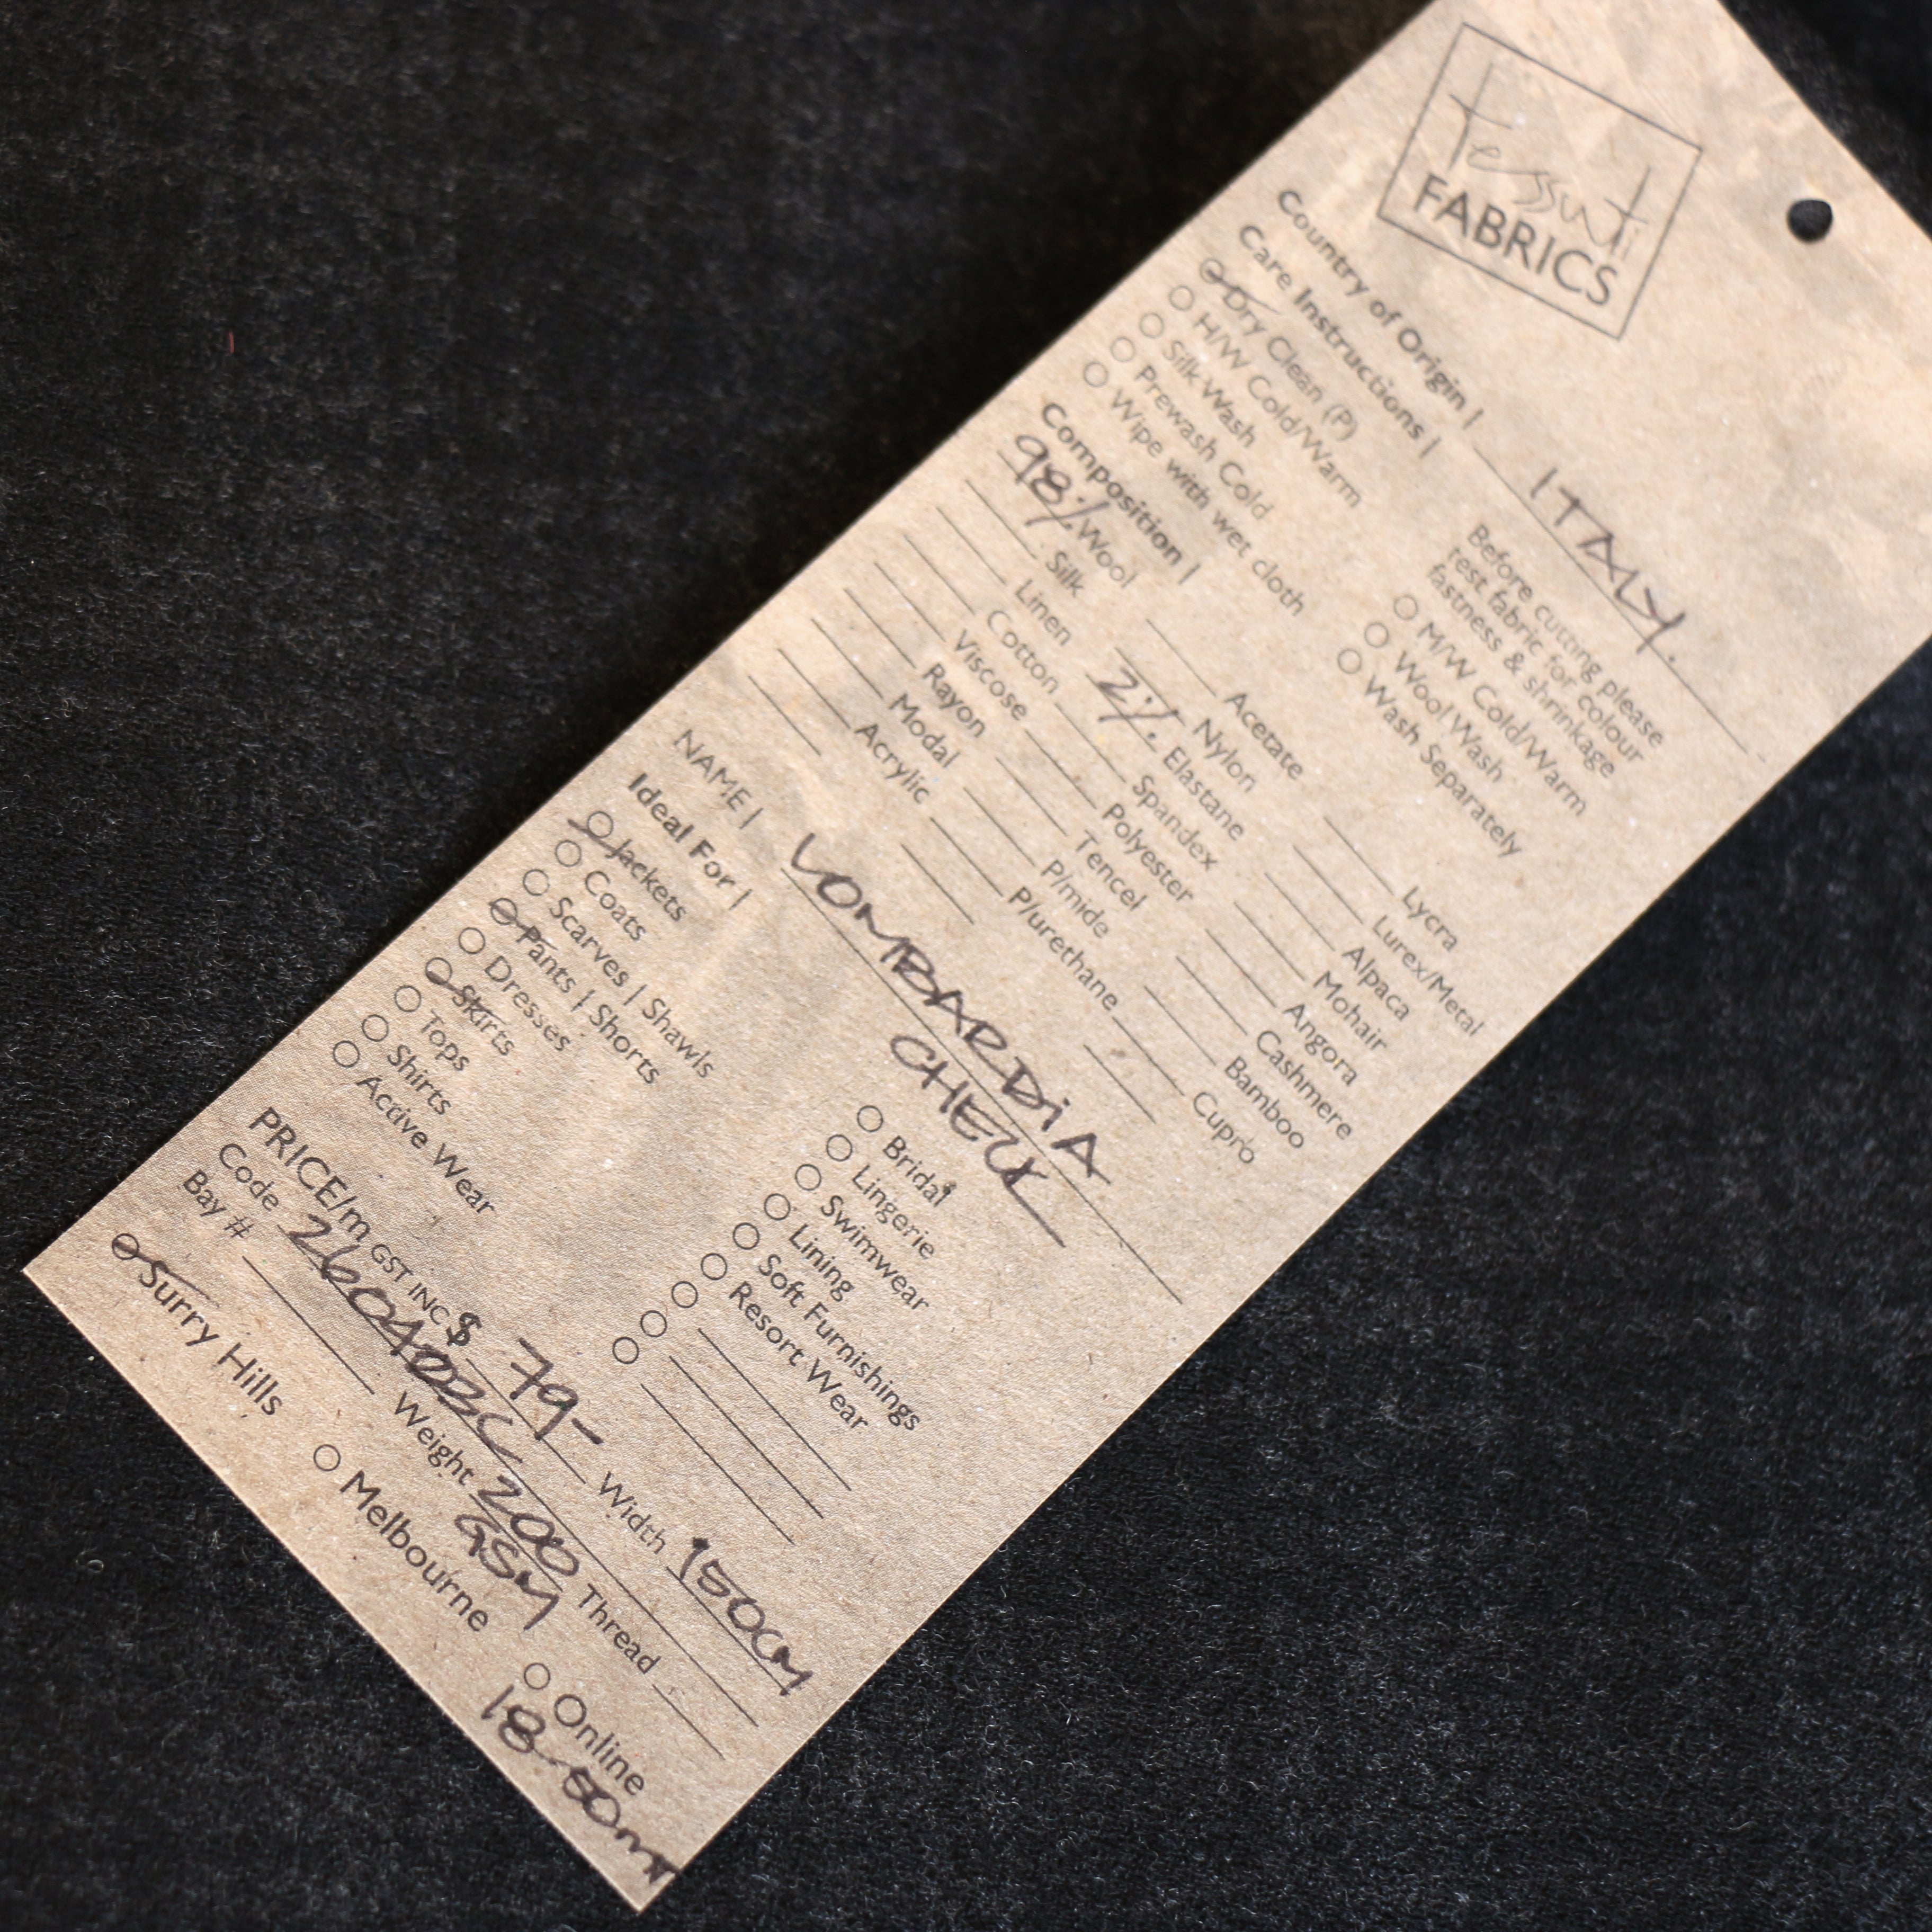 Tessuti
FABRICS
Country of Origin | ITALY.
Care Instructions |
Before cutting please
test fabric for colour
fastness & shrinkage
Dry Clean (P)
H/W Cold/Warm
M/W Cold/Warm
Silk Wash
Wool Wash
Prewash Cold
Wash Separately
Wipe with wet cloth
Composition |
98% Wool Acetate Lycra
Silk Nylon Lurex/Metal
Linen 2% Elastane Alpaca
Cotton Spandex Mohair
Viscose Polyester Angora
Rayon Tencel Cashmere
Modal P/mide Bamboo
Acrylic P/urethane Cupro
NAME | LOMBARDIA
CHECK
Ideal For |
Jackets Bridal
Coats Lingerie
Scarves | Shawls Swimwear
Pants | Shorts Lining
Dresses Soft Furnishings
Skirts Resort Wear
Tops
Shirts
Active Wear
PRICE/m GST INC $ 79- Width 150cm
Code 260403C
Bay # Weight 200 Thread
GSM
Surry Hills Melbourne Online